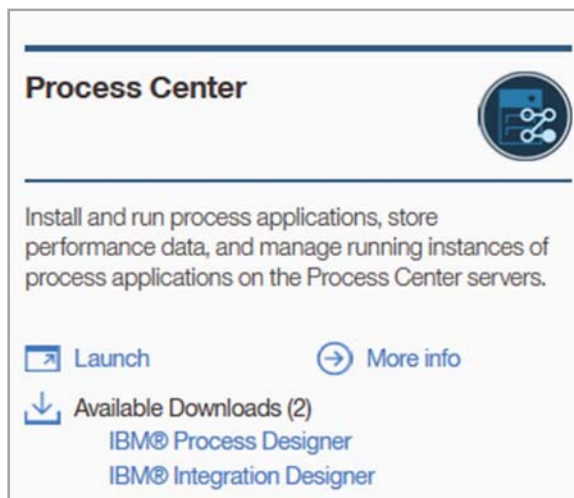 Process Center
Install and run process applications, store
performance data, and manage running instances of
process applications on the Process Center servers.
Launch
More info
Available Downloads (2)
IBM® Process Designer
IBM® Integration Designer